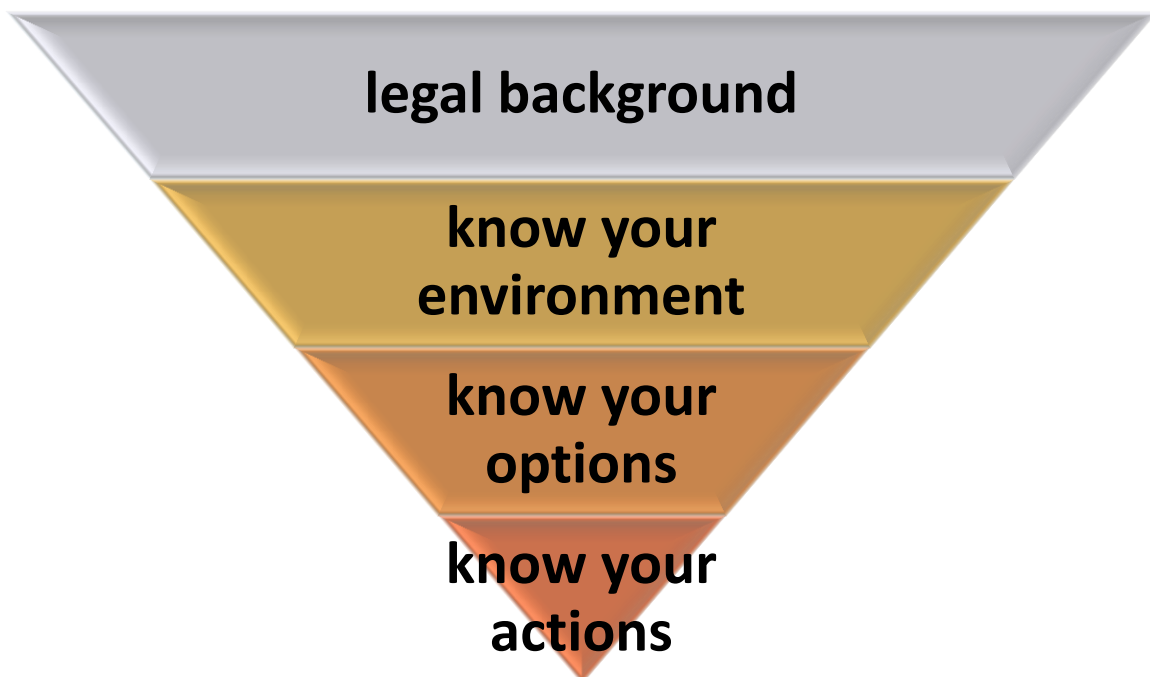 legal background
know your
environment
know your
options
know your
actions